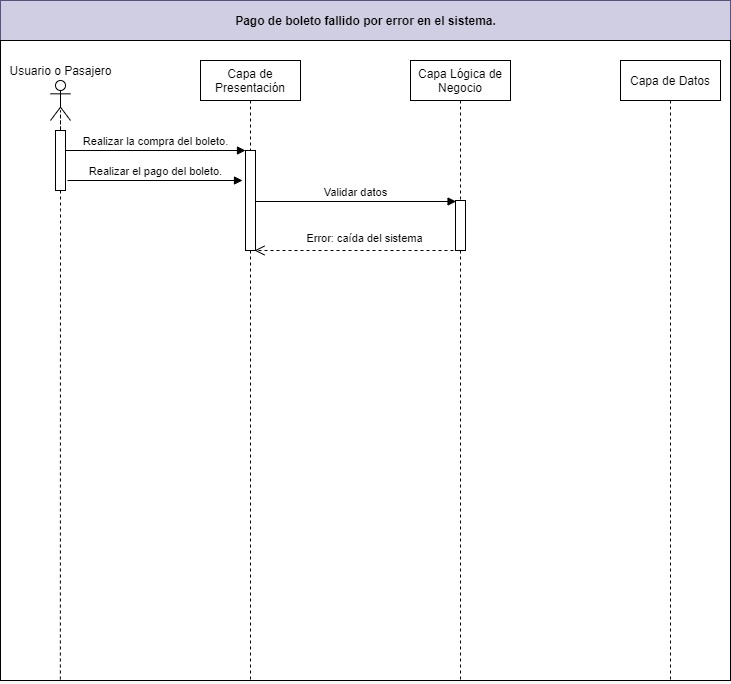 Pago de boleto fallido por error en el sistema.
Usuario o Pasajero
Capa de
Presentación
Capa Lógica de
Negocio
Capa de Datos
Realizar la compra del boleto.
Realizar el pago del boleto.
Validar datos
Error: caída del sistema